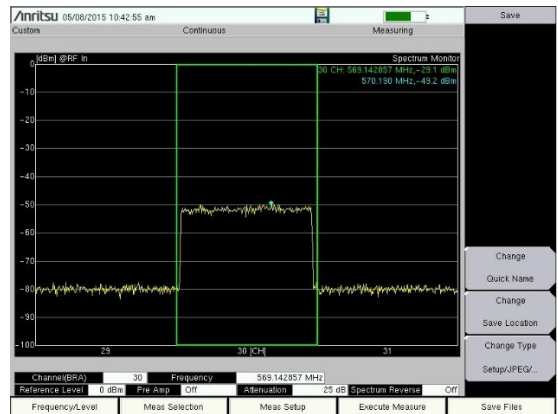 Anritsu 05/08/2015 10:42:55 am
Save
Custom Continuous Measuring
[dBm] @RF In Spectrum Monitor
30 CH: 569.142857 MHz,-29.1 dBm
570.190 MHz,-49.2 dBm
0
-10
-20
-30
-40
-50
-60
-70
-80
-90
-100
29 30 [CH] 31
Change
Quick Name
Change
Save Location
Change Type
Setup/JPEG/...
Channel(BRA) 30 Frequency 569.142857 MHz
Reference Level 0 dBm Pre Amp Off Attenuation 25 dB Spectrum Reverse Off
Frequency/Level Meas Selection Meas Setup Execute Measure Save Files